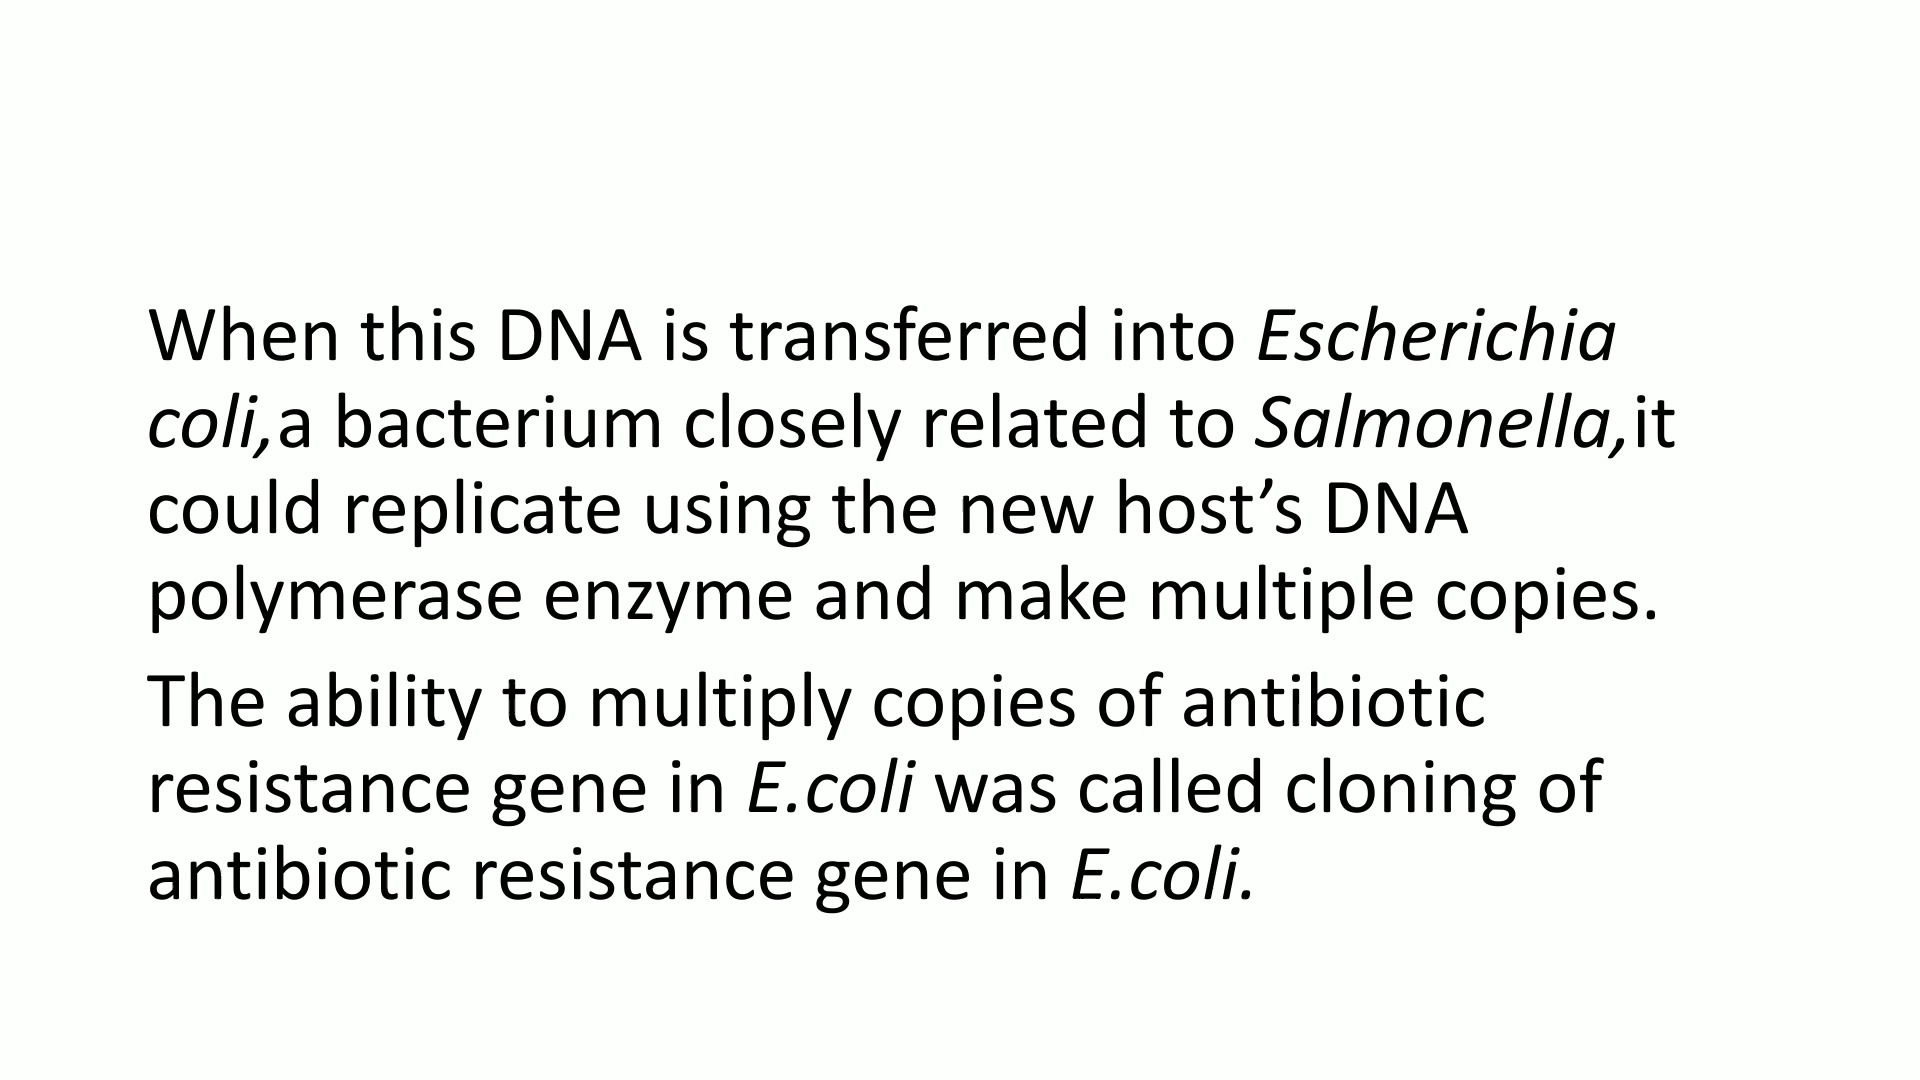 When this DNA is transferred into Escherichia
coli,a bacterium closely related to Salmonella,it
could replicate using the new host’s DNA
polymerase enzyme and make multiple copies.
The ability to multiply copies of antibiotic
resistance gene in E.coli was called cloning of
antibiotic resistance gene in E.coli.